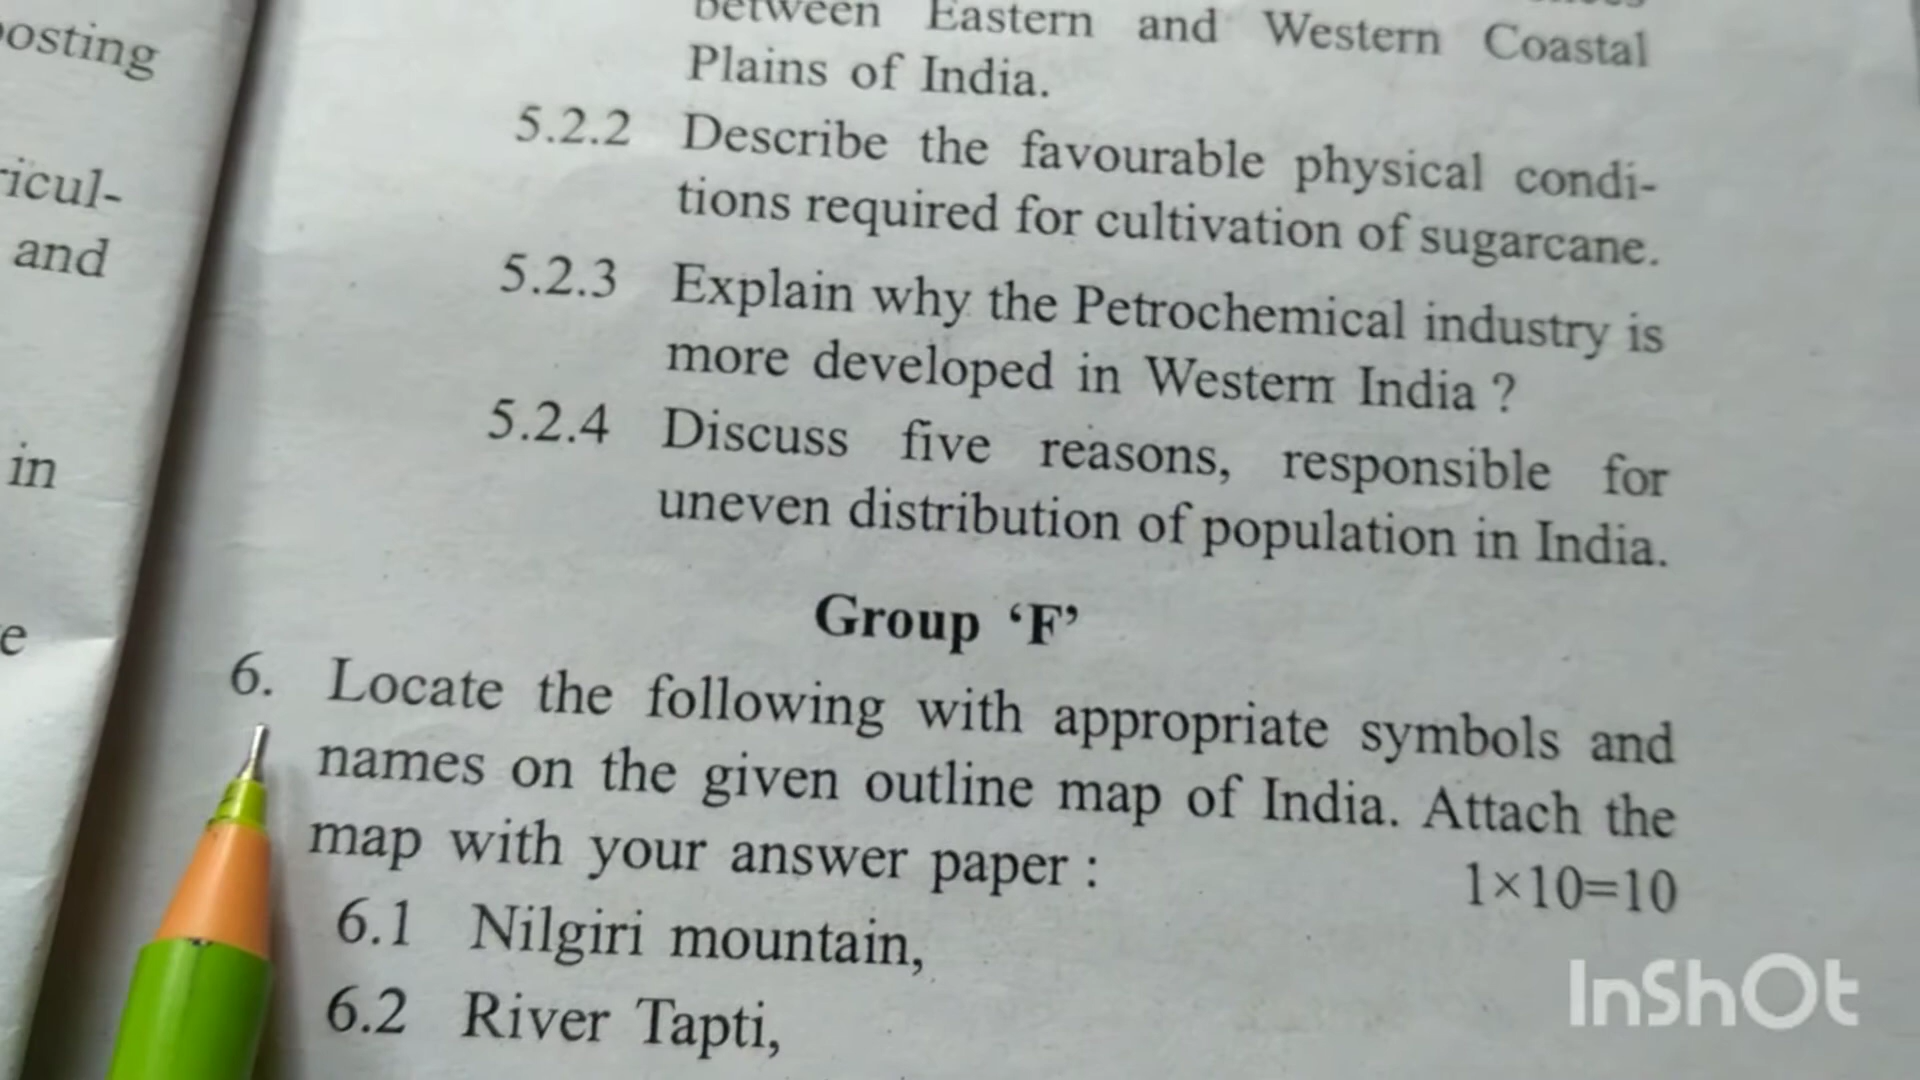 osting
icul-
and
in
e
between Eastern and Western Coastal
Plains of India.
5.2.2 Describe the favourable physical condi-
tions required for cultivation of sugarcane.
5.2.3 Explain why the Petrochemical industry is
more developed in Western India ?
5.2.4 Discuss five reasons, responsible for
uneven distribution of population in India.
Group ‘F’
6. Locate the following with appropriate symbols and
names on the given outline map of India. Attach the
map with your answer paper : 1×10=10
6.1 Nilgiri mountain,
6.2 River Tapti,
InShOt